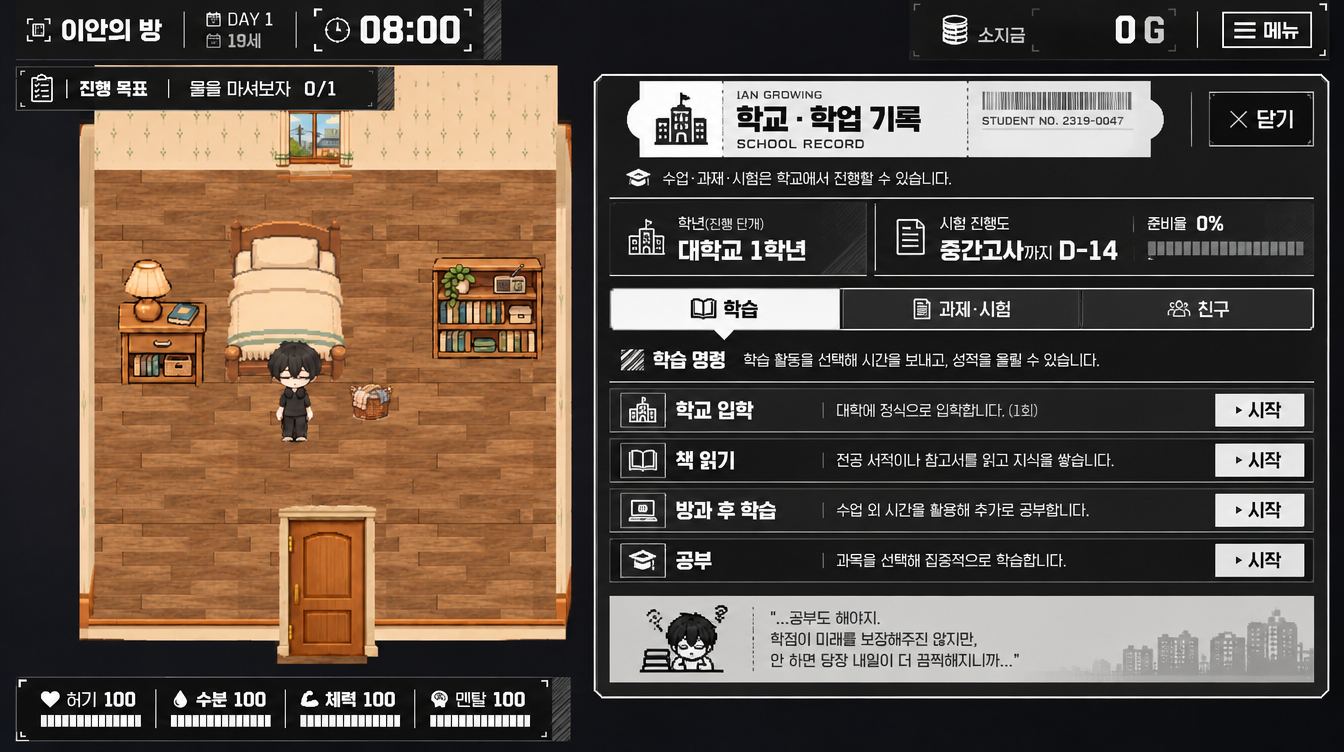 이안의 방
DAY 1
19세
08:00
소지금
0 G
메뉴
진행 목표
물을 마셔보자 0/1
IAN GROWING
학교·학업 기록
SCHOOL RECORD
STUDENT NO. 2319-0047
닫기
수업·과제·시험은 학교에서 진행할 수 있습니다.
학년(진행 단개)
대학교 1학년
시험 진행도
중간고사까지 D-14
준비율 0%
학습
과제·시험
친구
학습 명령
학습 활동을 선택해 시간을 보내고, 성적을 올릴 수 있습니다.
학교 입학
대학에 정식으로 입학합니다. (1회)
시작
책 읽기
전공 서적이나 참고서를 읽고 지식을 쌓습니다.
시작
방과 후 학습
수업 외 시간을 활용해 추가로 공부합니다.
시작
공부
과목을 선택해 집중적으로 학습합니다.
시작
"...공부도 해야지.
학점이 미래를 보장해주진 않지만,
안 하면 당장 내일이 더 끔찍해지니까..."
허기 100
수분 100
체력 100
멘탈 100